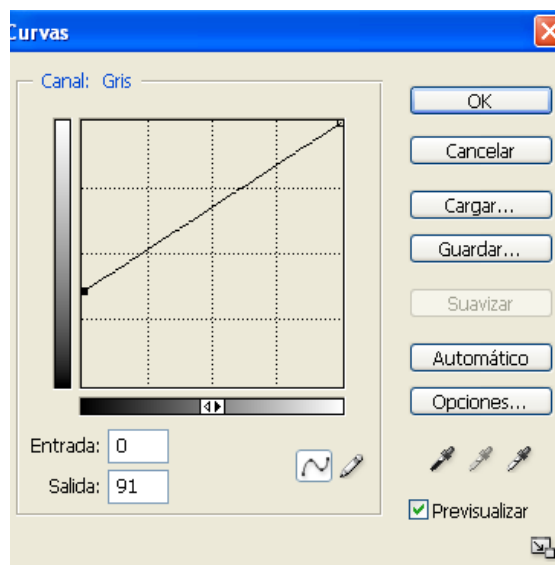 Curvas
Canal: Gris
OK
Cancelar
Cargar...
Guardar...
Suavizar
Automático
Opciones...
Entrada: 0
Salida: 91
Previsualizar